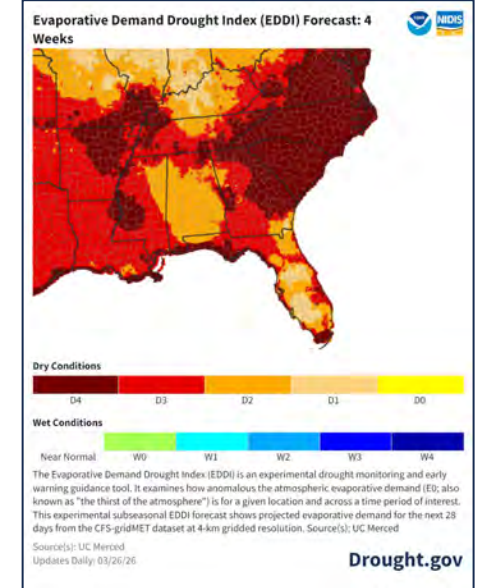 Evaporative Demand Drought Index (EDDI) Forecast: 4
Weeks
NIDIS
Dry Conditions
D4 D3 D2 D1 D0
Wet Conditions
Near Normal W0 W1 W2 W3 W4
The Evaporative Demand Drought Index (EDDI) is an experimental drought monitoring and early
warning guidance tool. It examines how anomalous the atmospheric evaporative demand (E0; also
known as "the thirst of the atmosphere") is for a given location and across a time period of interest.
This experimental subseasonal EDDI forecast shows projected evaporative demand for the next 28
days from the CFS-gridMET dataset at 4-km gridded resolution. Source(s): UC Merced
Source(s): UC Merced
Updates Daily: 03/26/26
Drought.gov